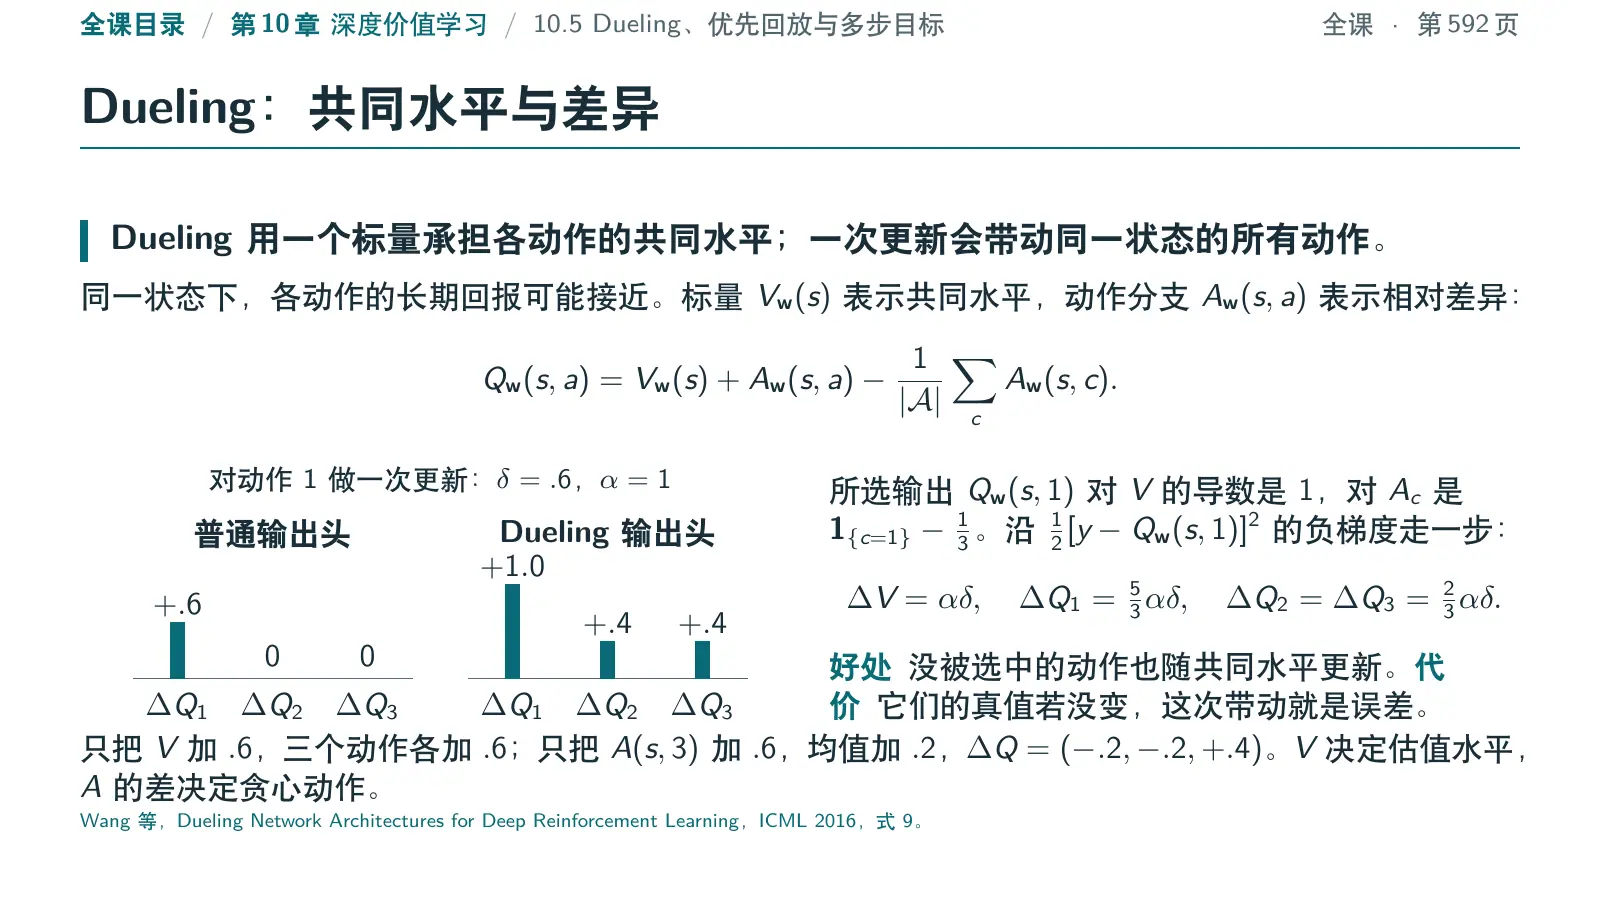 全课目录 / 第 10 章 深度价值学习 / 10.5 Dueling、优先回放与多步目标
全课 · 第 592 页
Dueling：共同水平与差异
Dueling 用一个标量承担各动作的共同水平；一次更新会带动同一状态的所有动作。
同一状态下，各动作的长期回报可能接近。标量 V_w(s) 表示共同水平，动作分支 A_w(s, a) 表示相对差异：
Q_w(s, a) = V_w(s) + A_w(s, a) − \frac{1}{|𝒜|} ∑_c A_w(s, c).
对动作 1 做一次更新：δ = .6，α = 1
普通输出头
+.6 0 0
ΔQ₁ ΔQ₂ ΔQ₃
Dueling 输出头
+1.0 +.4 +.4
ΔQ₁ ΔQ₂ ΔQ₃
所选输出 Q_w(s, 1) 对 V 的导数是 1，对 A_c 是
1_{c=1} − 1/3。沿 1/2[y − Q_w(s, 1)]² 的负梯度走一步：
ΔV = αδ, ΔQ₁ = 5/3αδ, ΔQ₂ = ΔQ₃ = 2/3αδ.
好处 没被选中的动作也随共同水平更新。代
价 它们的真值若没变，这次带动就是误差。
只把 V 加 .6，三个动作各加 .6；只把 A(s, 3) 加 .6，均值加 .2，ΔQ = (−.2, −.2, +.4)。V 决定估值水平，
A 的差决定贪心动作。
Wang 等，Dueling Network Architectures for Deep Reinforcement Learning，ICML 2016，式 9。